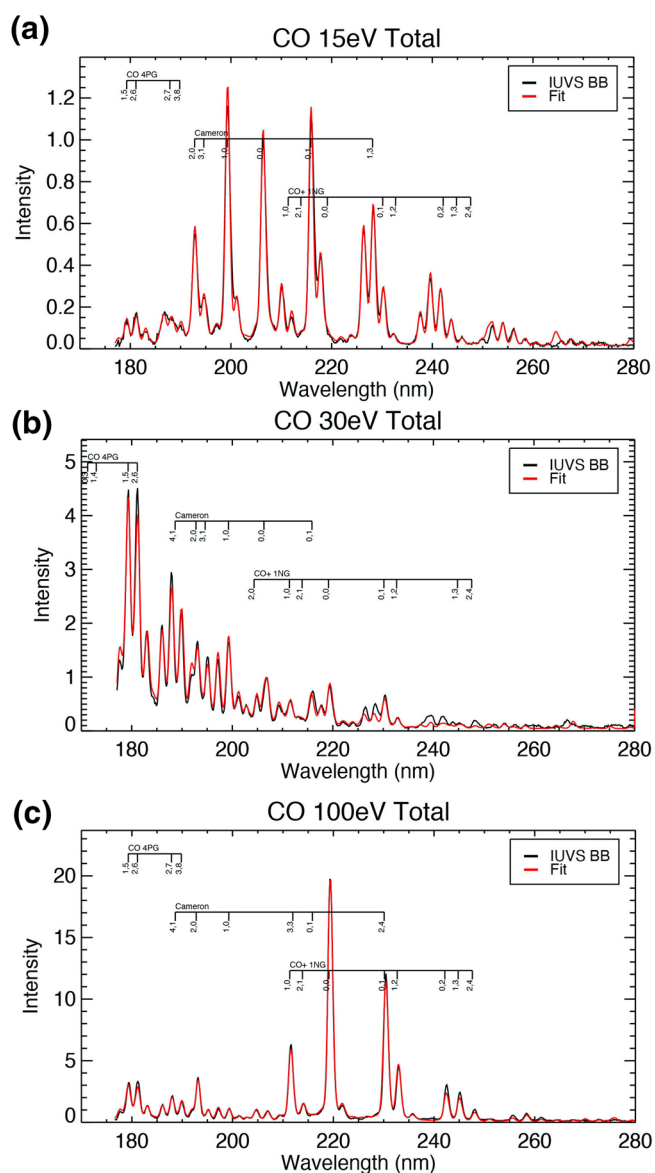 (a)
CO 15eV Total
CO 4PG
1,5 2,6 2,7 3,8
IUVS BB
Fit
Cameron
2,0 3,1 1,0 0,0 0,1 1,3
CO+ 1NG
1,0 2,1 0,0 0,1 1,2 0,2 1,3 2,4
Intensity
1.2
1.0
0.8
0.6
0.4
0.2
0.0
180 200 220 240 260 280
Wavelength (nm)
(b)
CO 30eV Total
CO 4PG
0,3 1,4 1,5 2,6
IUVS BB
Fit
Cameron
4,1 2,0 3,1 1,0 0,0 0,1
CO+ 1NG
2,0 1,0 2,1 0,0 0,1 1,2 1,3 2,4
Intensity
5
4
3
2
1
0
180 200 220 240 260 280
Wavelength (nm)
(c)
CO 100eV Total
CO 4PG
1,5 2,6 2,7 3,8
IUVS BB
Fit
Cameron
4,1 2,0 1,0 3,3 0,1 2,4
CO+ 1NG
1,0 2,1 0,0 0,1 1,2 0,2 1,3 2,4
Intensity
20
15
10
5
0
180 200 220 240 260 280
Wavelength (nm)